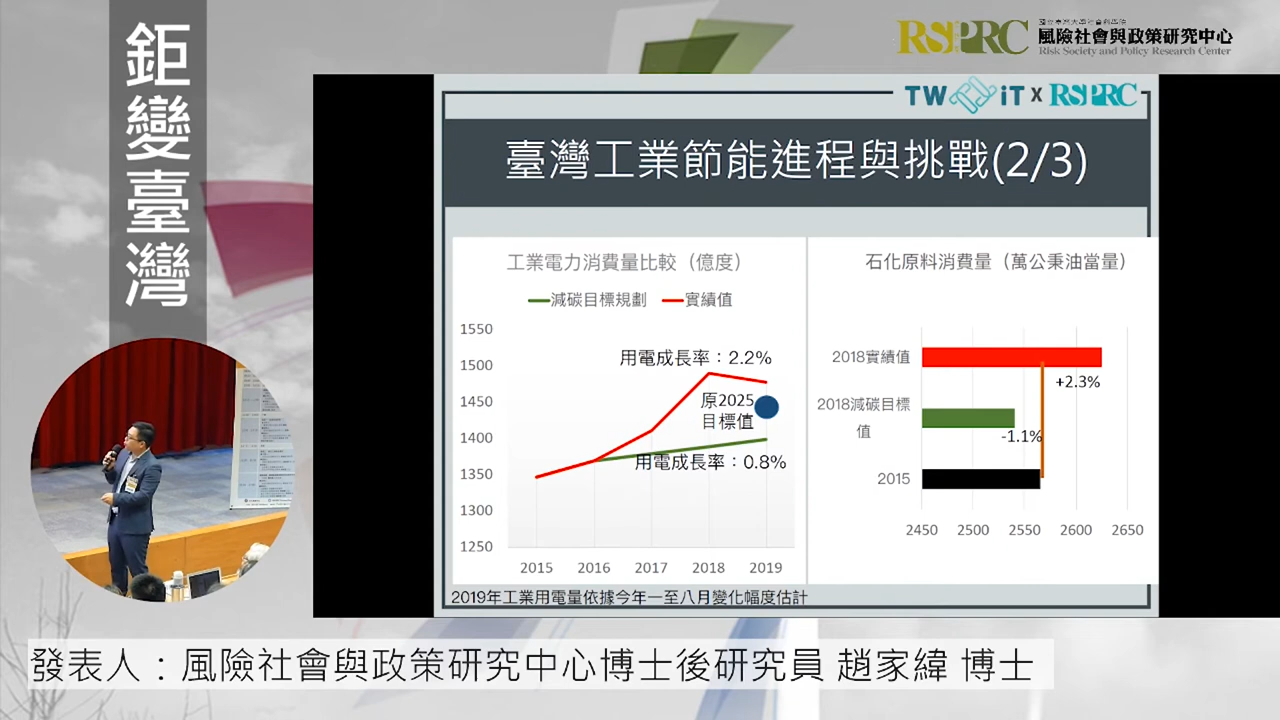 鉅變臺灣
RSPRC
國立臺灣大學社會科學院
風險社會與政策研究中心
Risk Society and Policy Research Center
TW iT X RSPRC
臺灣工業節能進程與挑戰(2/3)
工業電力消費量比較（億度）
減碳目標規劃 實績值
1550
1500
1450
1400
1350
1300
1250
用電成長率：2.2%
原2025
目標值
用電成長率：0.8%
2015 2016 2017 2018 2019
石化原料消費量（萬公秉油當量）
2018實績值
+2.3%
2018減碳目標
值
-1.1%
2015
2450 2500 2550 2600 2650
2019年工業用電量依據今年一至八月變化幅度估計
發表人：風險社會與政策研究中心博士後研究員 趙家緯 博士